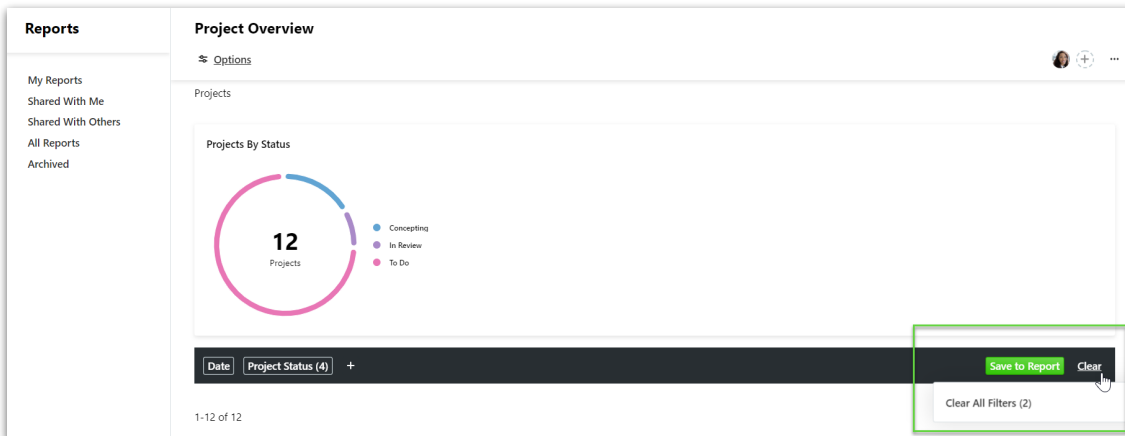 Reports
My Reports
Shared With Me
Shared With Others
All Reports
Archived
Project Overview
Options
Projects
Projects By Status
12
Projects
Concepting
In Review
To Do
Date Project Status (4) + Save to Report Clear
Clear All Filters (2)
1-12 of 12